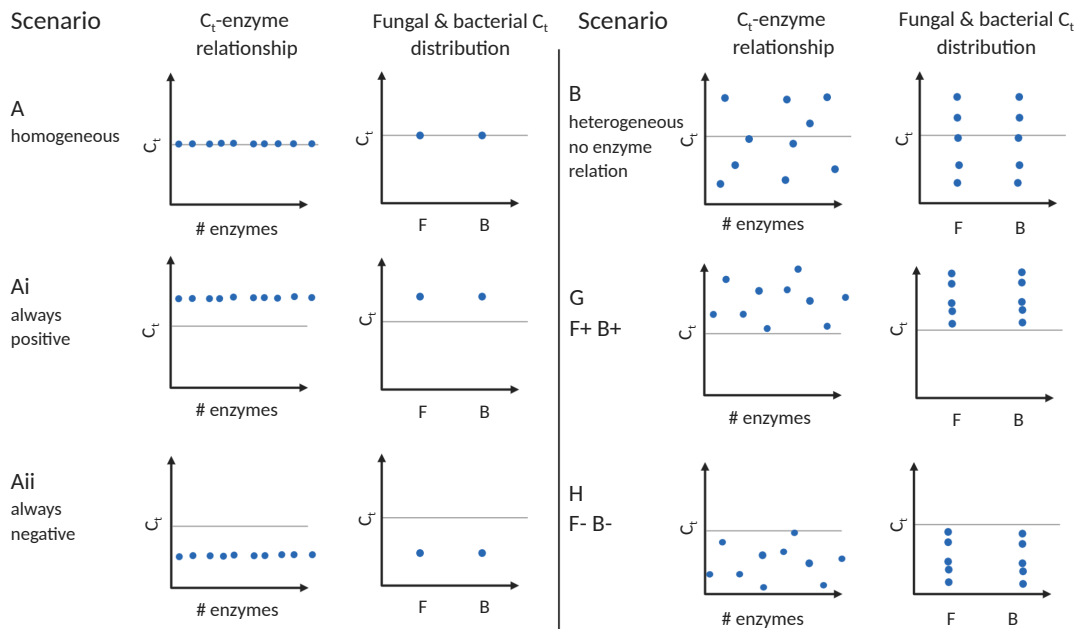 Scenario
Ct-enzyme
relationship
Fungal & bacterial Ct
distribution
A
homogeneous
Ct
# enzymes
Ct
F B
Ai
always
positive
Ct
# enzymes
Ct
F B
Aii
always
negative
Ct
# enzymes
Ct
F B
Scenario
Ct-enzyme
relationship
Fungal & bacterial Ct
distribution
B
heterogeneous
no enzyme
relation
Ct
# enzymes
Ct
F B
G
F+ B+
Ct
# enzymes
Ct
F B
H
F- B-
Ct
# enzymes
Ct
F B